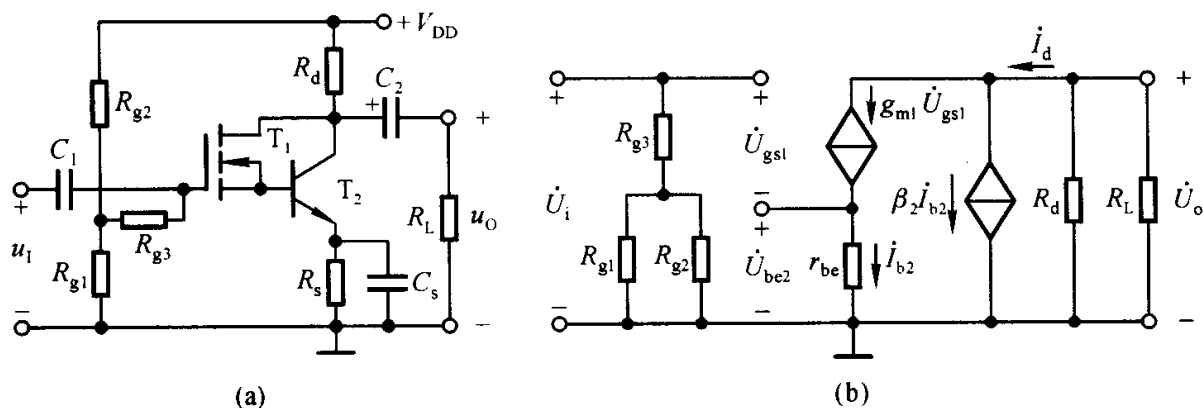 + V_DD
R_d
C_2
+
+
R_g2
T_1
C_1
T_2
+
R_L
u_O
u_I
R_g3
R_g1
R_s
C_s
−
−
(a)
İ_d
+
+
+
g_m1 U̇_gs1
R_g3
U̇_gs1
−
U̇_i
+
β_2 İ_b2
R_d
R_L
U̇_o
R_g1
R_g2
U̇_be2
r_be
İ_b2
−
−
−
(b)